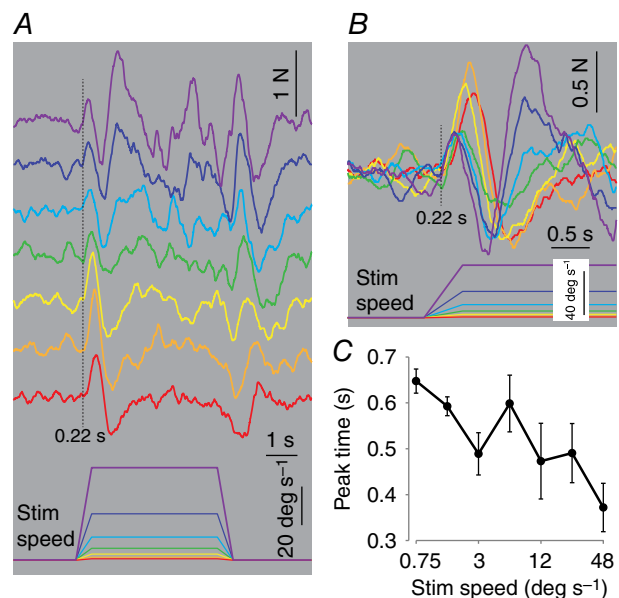 A
1 N
0.22 s
1 s
Stim
speed
20 deg s−1
B
0.5 N
0.22 s
0.5 s
Stim
speed
40 deg s−1
C
0.7
0.6
0.5
0.4
0.3
Peak time (s)
0.75 3 12 48
Stim speed (deg s−1)